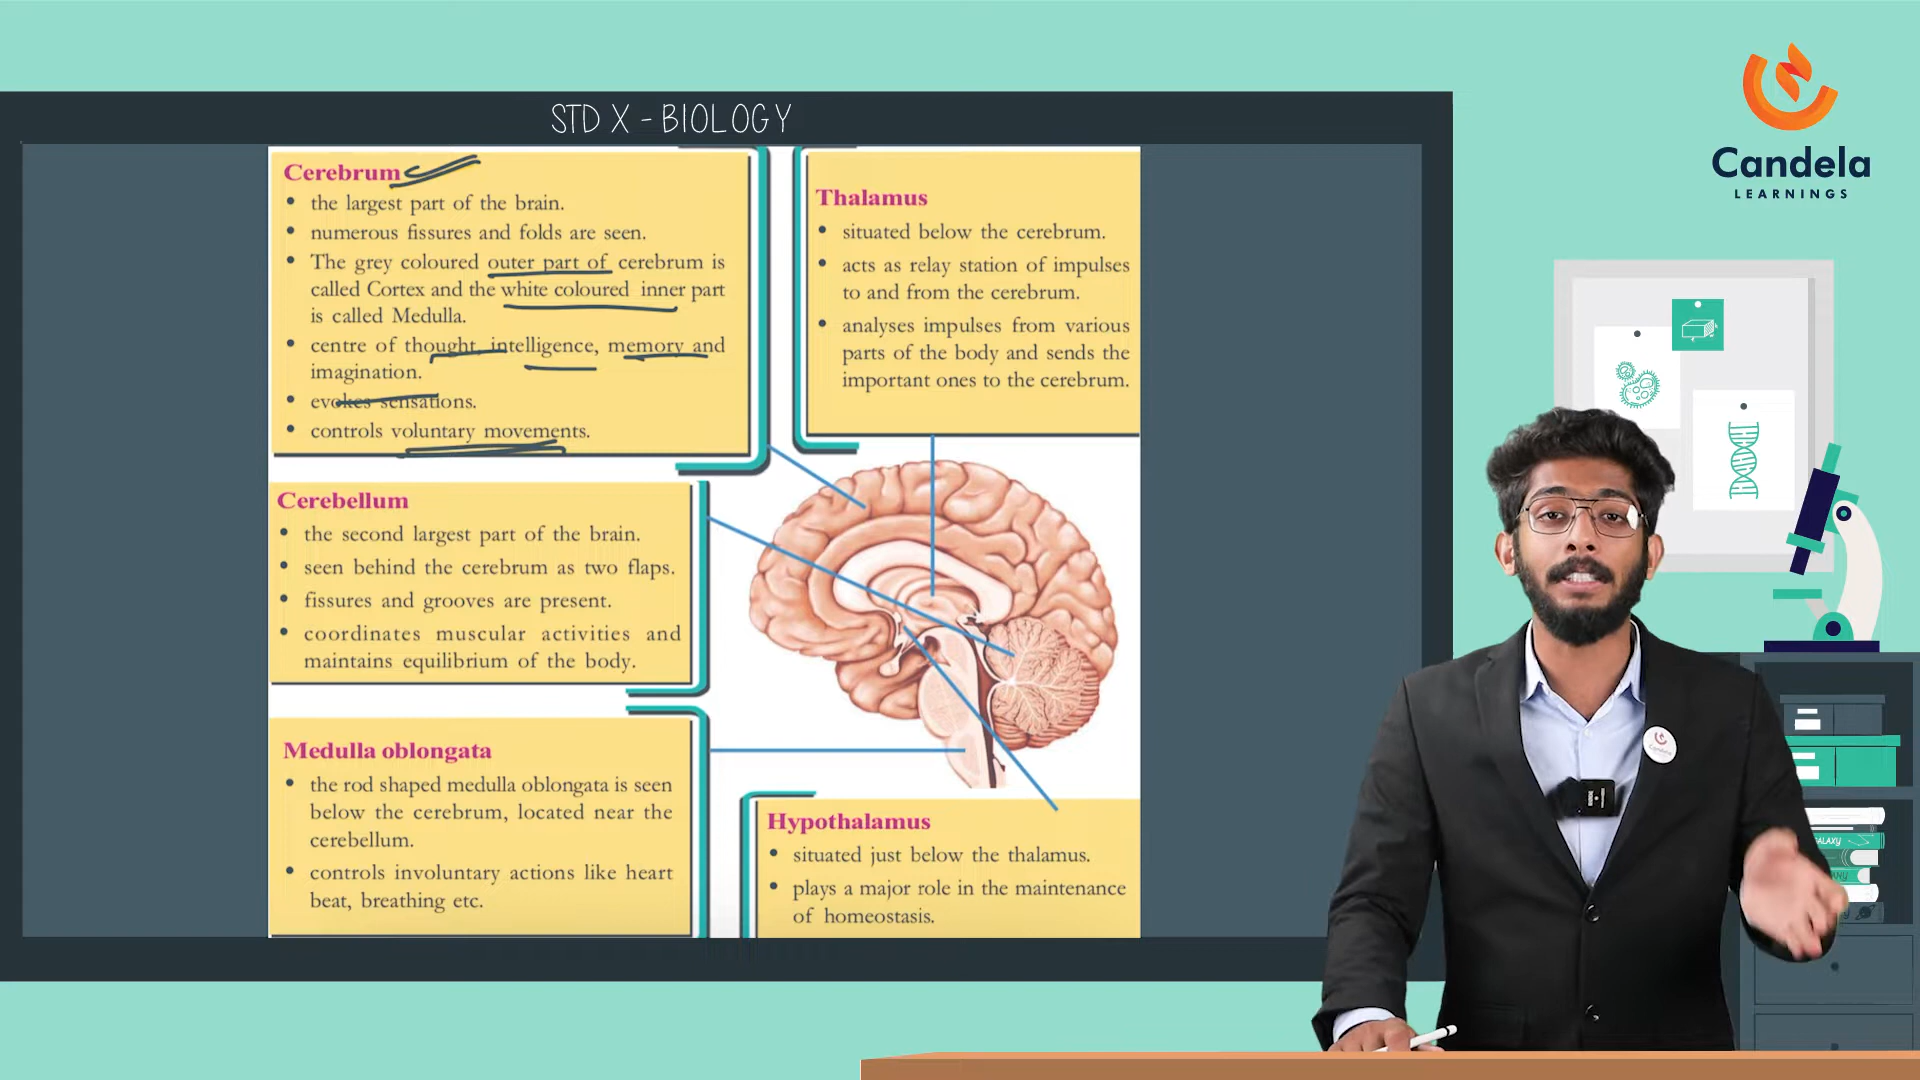 STD X - BIOLOGY
Candela
LEARNINGS
Cerebrum
• the largest part of the brain.
• numerous fissures and folds are seen.
• The grey coloured outer part of cerebrum is
called Cortex and the white coloured inner part
is called Medulla.
• centre of thought, intelligence, memory and
imagination.
• evokes sensations.
• controls voluntary movements.
Thalamus
• situated below the cerebrum.
• acts as relay station of impulses
to and from the cerebrum.
• analyses impulses from various
parts of the body and sends the
important ones to the cerebrum.
Cerebellum
• the second largest part of the brain.
• seen behind the cerebrum as two flaps.
• fissures and grooves are present.
• coordinates muscular activities and
maintains equilibrium of the body.
Medulla oblongata
• the rod shaped medulla oblongata is seen
below the cerebrum, located near the
cerebellum.
• controls involuntary actions like heart
beat, breathing etc.
Hypothalamus
• situated just below the thalamus.
• plays a major role in the maintenance
of homeostasis.
Candela
GALAXY